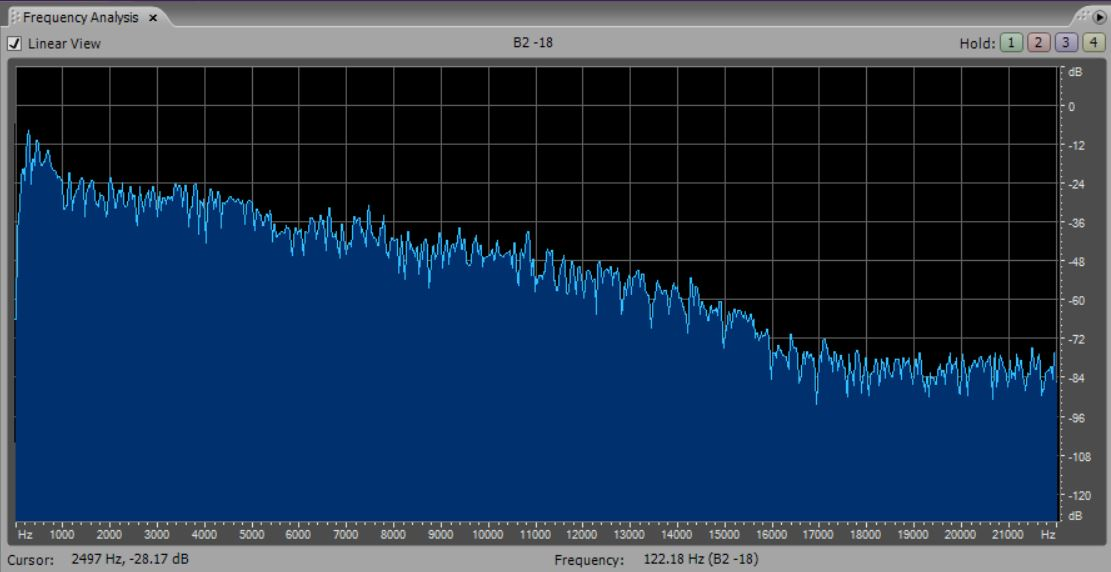 Frequency Analysis ×
Linear View B2 -18 Hold: 1 2 3 4
dB
0
-12
-24
-36
-48
-60
-72
-84
-96
-108
-120
dB
Hz 1000 2000 3000 4000 5000 6000 7000 8000 9000 10000 11000 12000 13000 14000 15000 16000 17000 18000 19000 20000 21000 Hz
Cursor: 2497 Hz, -28.17 dB Frequency: 122.18 Hz (B2 -18)